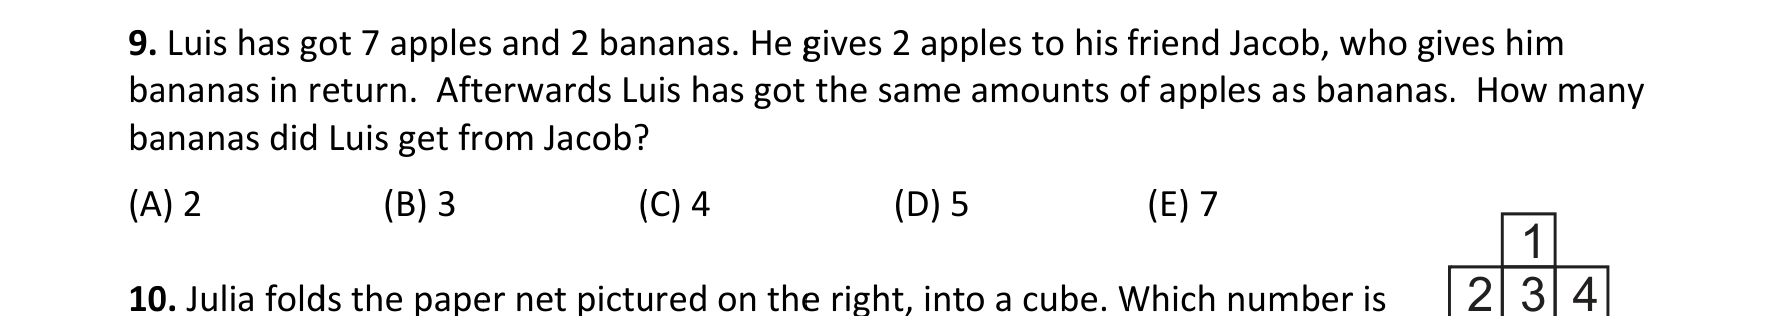 9. Luis has got 7 apples and 2 bananas. He gives 2 apples to his friend Jacob, who gives him
bananas in return.  Afterwards Luis has got the same amounts of apples as bananas.  How many
bananas did Luis get from Jacob?
(A) 2 (B) 3 (C) 4 (D) 5 (E) 7
1
10. Julia folds the paper net pictured on the right, into a cube. Which number is
2 3 4